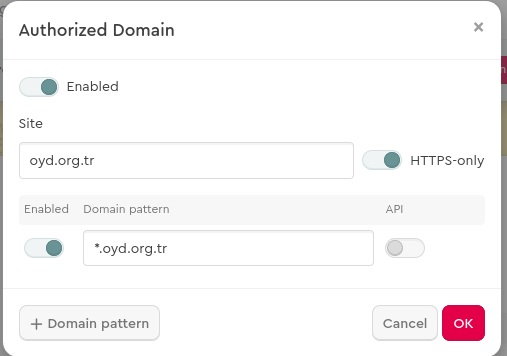 Authorized Domain
×
Enabled
Site
oyd.org.tr
HTTPS-only
Enabled Domain pattern API
*.oyd.org.tr
+ Domain pattern Cancel OK